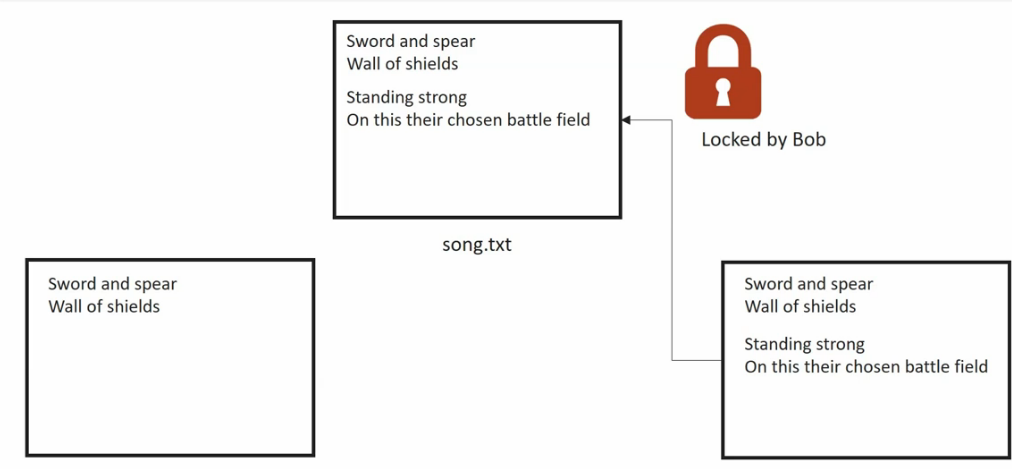 Sword and spear
Wall of shields
Standing strong
On this their chosen battle field
Locked by Bob
song.txt
Sword and spear
Wall of shields
Sword and spear
Wall of shields
Standing strong
On this their chosen battle field